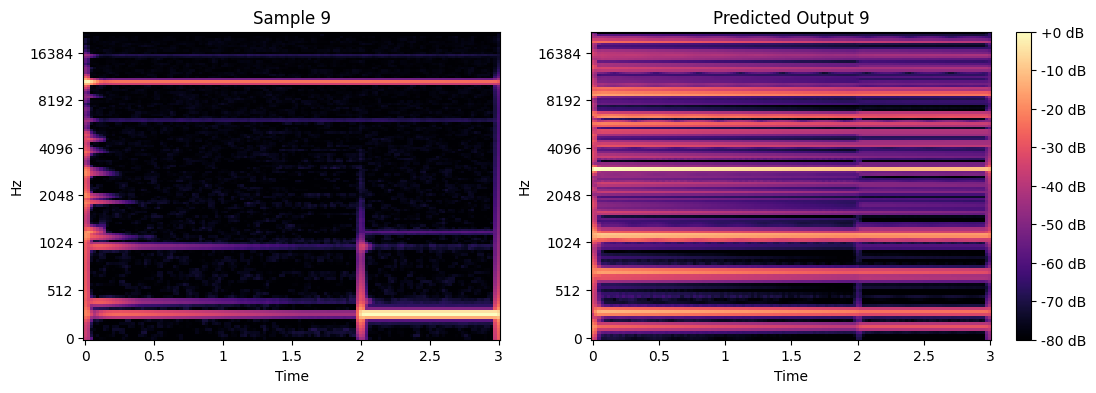 Sample 9
Predicted Output 9
Hz
16384
8192
4096
2048
1024
512
0
0
0.5
1
1.5
2
2.5
3
Time
Hz
16384
8192
4096
2048
1024
512
0
0
0.5
1
1.5
2
2.5
3
Time
+0 dB
-10 dB
-20 dB
-30 dB
-40 dB
-50 dB
-60 dB
-70 dB
-80 dB